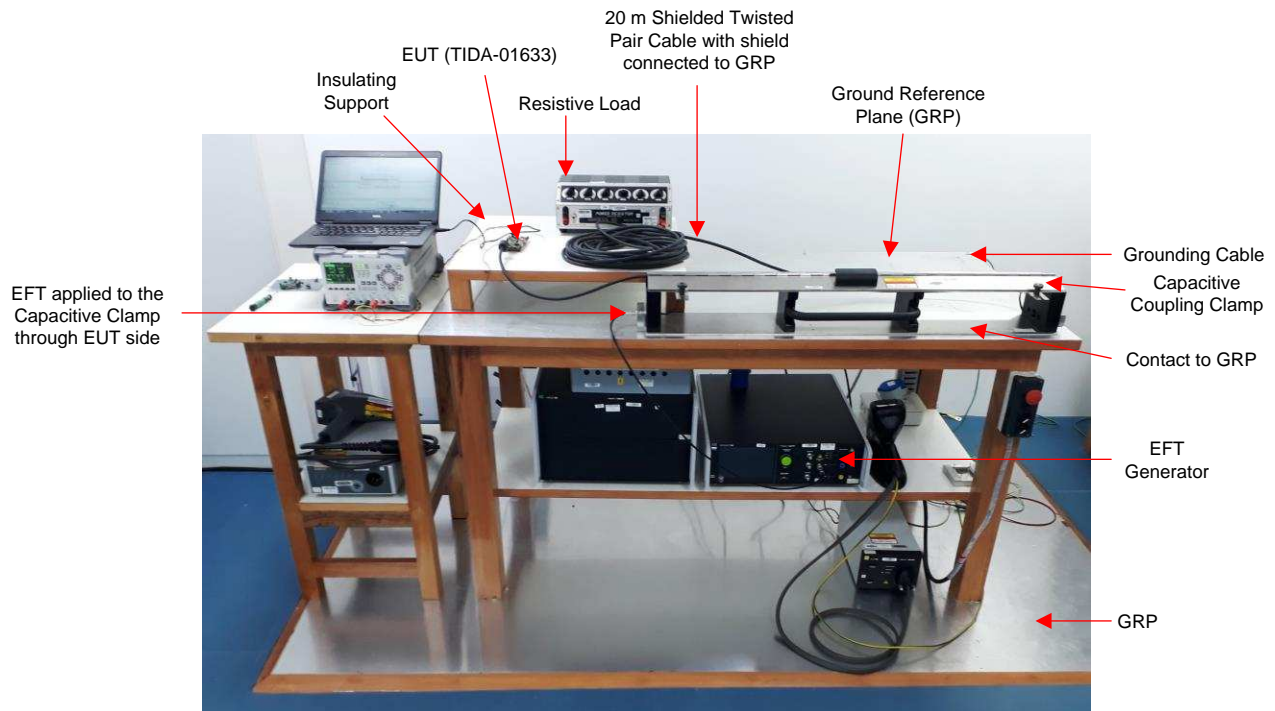 20 m Shielded Twisted
Pair Cable with shield
connected to GRP
EUT (TIDA-01633)
Insulating
Support
Resistive Load
Ground Reference
Plane (GRP)
Grounding Cable
EFT applied to the
Capacitive Clamp
through EUT side
Capacitive
Coupling Clamp
Contact to GRP
EFT
Generator
GRP